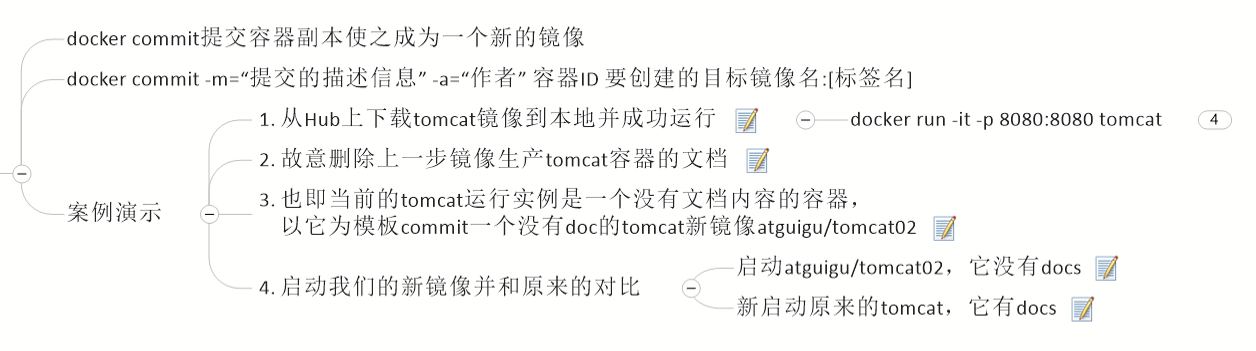 docker commit提交容器副本使之成为一个新的镜像
docker commit -m=“提交的描述信息” -a=“作者” 容器ID 要创建的目标镜像名:[标签名]
案例演示
1. 从Hub上下载tomcat镜像到本地并成功运行
docker run -it -p 8080:8080 tomcat
4
2. 故意删除上一步镜像生产tomcat容器的文档
3. 也即当前的tomcat运行实例是一个没有文档内容的容器，
以它为模板commit一个没有doc的tomcat新镜像atguigu/tomcat02
4. 启动我们的新镜像并和原来的对比
启动atguigu/tomcat02，它没有docs
新启动原来的tomcat，它有docs